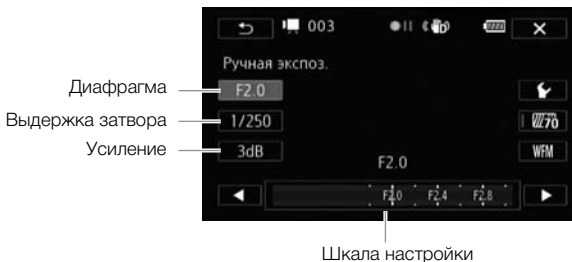 003
Ручная экспоз.
Диафрагма F2.0
Выдержка затвора 1/250 70
Усиление 3dB WFM
F2.0
F2.0 F2.4 F2.8
Шкала настройки